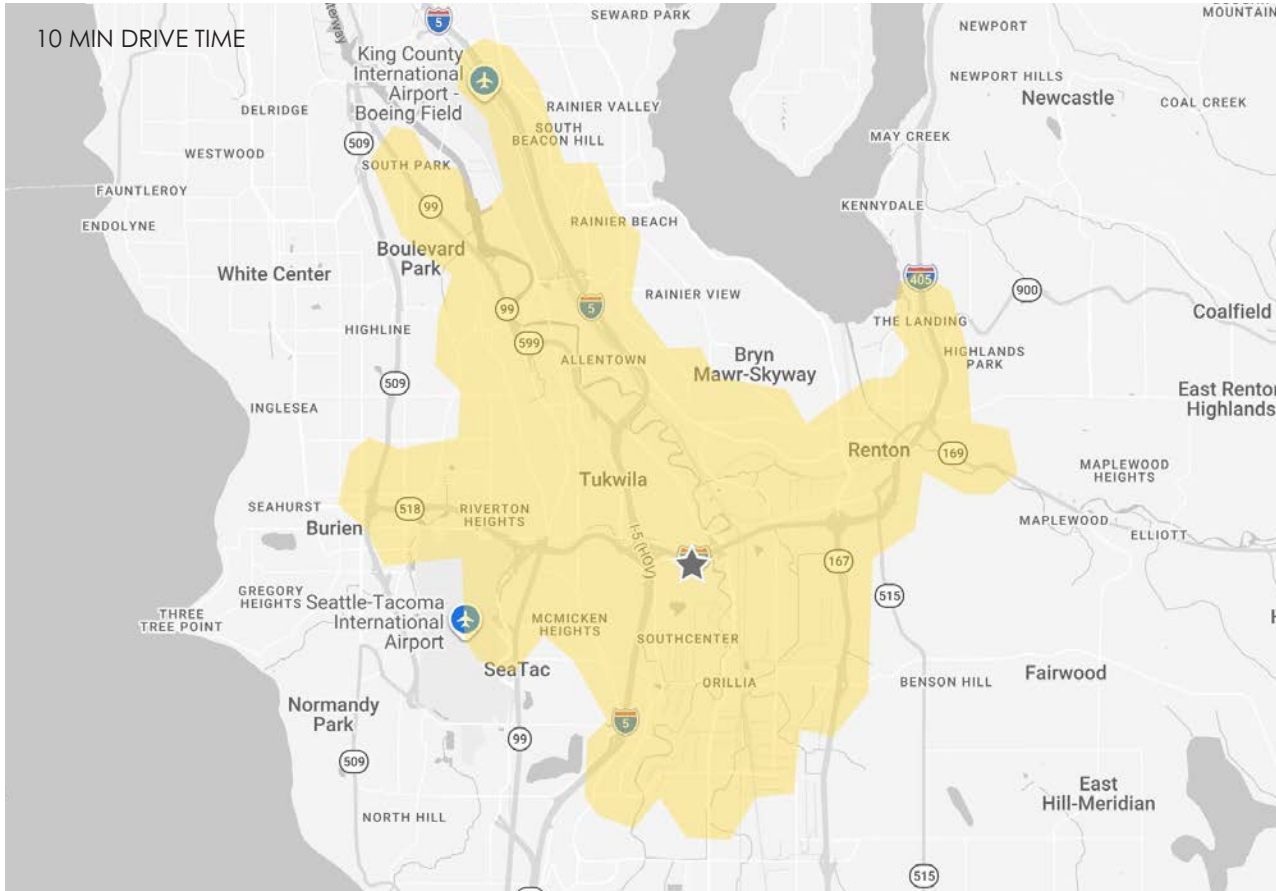 10 MIN DRIVE TIME
5
SEWARD PARK
NEWPORT
MOUNTAIN
King County
International
Airport -
Boeing Field
NEWPORT HILLS
Newcastle
COAL CREEK
DELRIDGE
RAINIER VALLEY
SOUTH
BEACON HILL
MAY CREEK
509
WESTWOOD
SOUTH PARK
FAUNTLEROY
99
KENNYDALE
ENDOLYNE
RAINIER BEACH
Boulevard
Park
White Center
405
900
RAINIER VIEW
5
99
THE LANDING
Coalfield
HIGHLINE
599
ALLENTOWN
Bryn
Mawr-Skyway
HIGHLANDS
PARK
509
East Renton
Highlands
INGLESEA
Renton
169
Tukwila
MAPLEWOOD
HEIGHTS
SEAHURST
518
RIVERTON
HEIGHTS
Burien
MAPLEWOOD
ELLIOTT
I-5 (HOV)
167
515
GREGORY
HEIGHTS
Seattle-Tacoma
International
Airport
THREE
TREE POINT
MCMICKEN
HEIGHTS
SOUTHCENTER
SeaTac
ORILLIA
BENSON HILL
Fairwood
Normandy
Park
5
99
509
East
Hill-Meridian
NORTH HILL
515